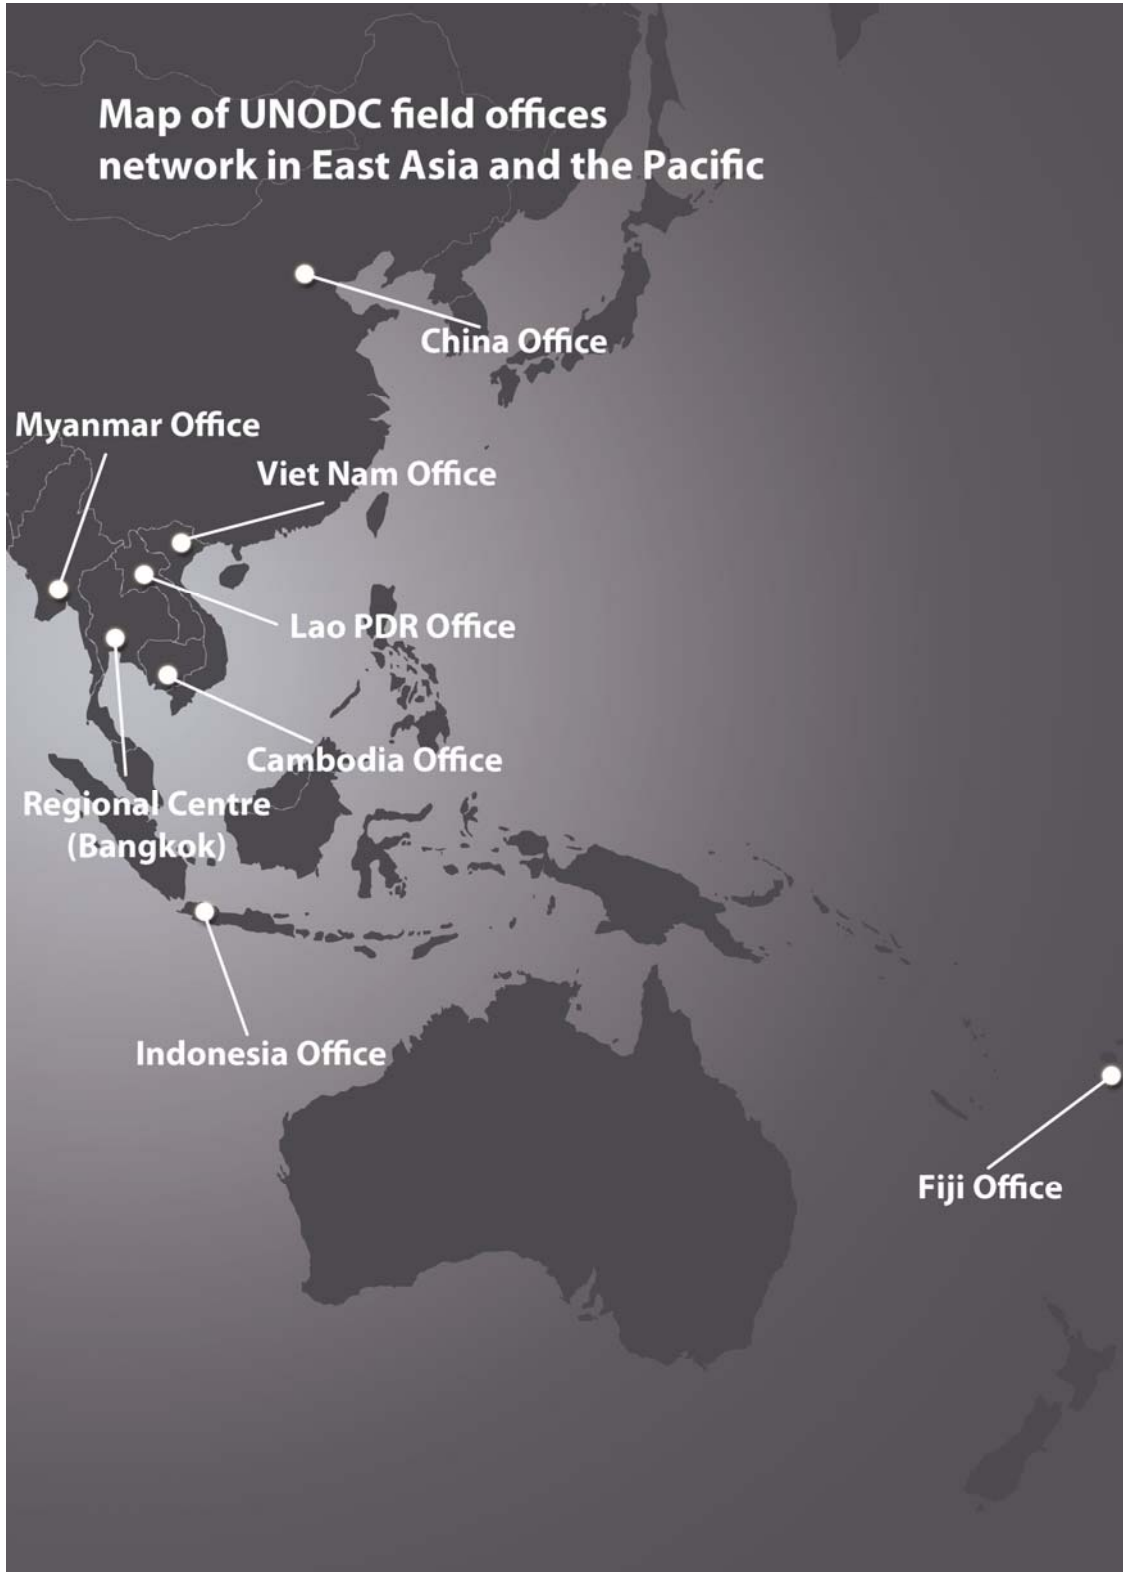 Map of UNODC field offices
network in East Asia and the Pacific
China Office
Myanmar Office
Viet Nam Office
Lao PDR Office
Cambodia Office
Regional Centre
(Bangkok)
Indonesia Office
Fiji Office